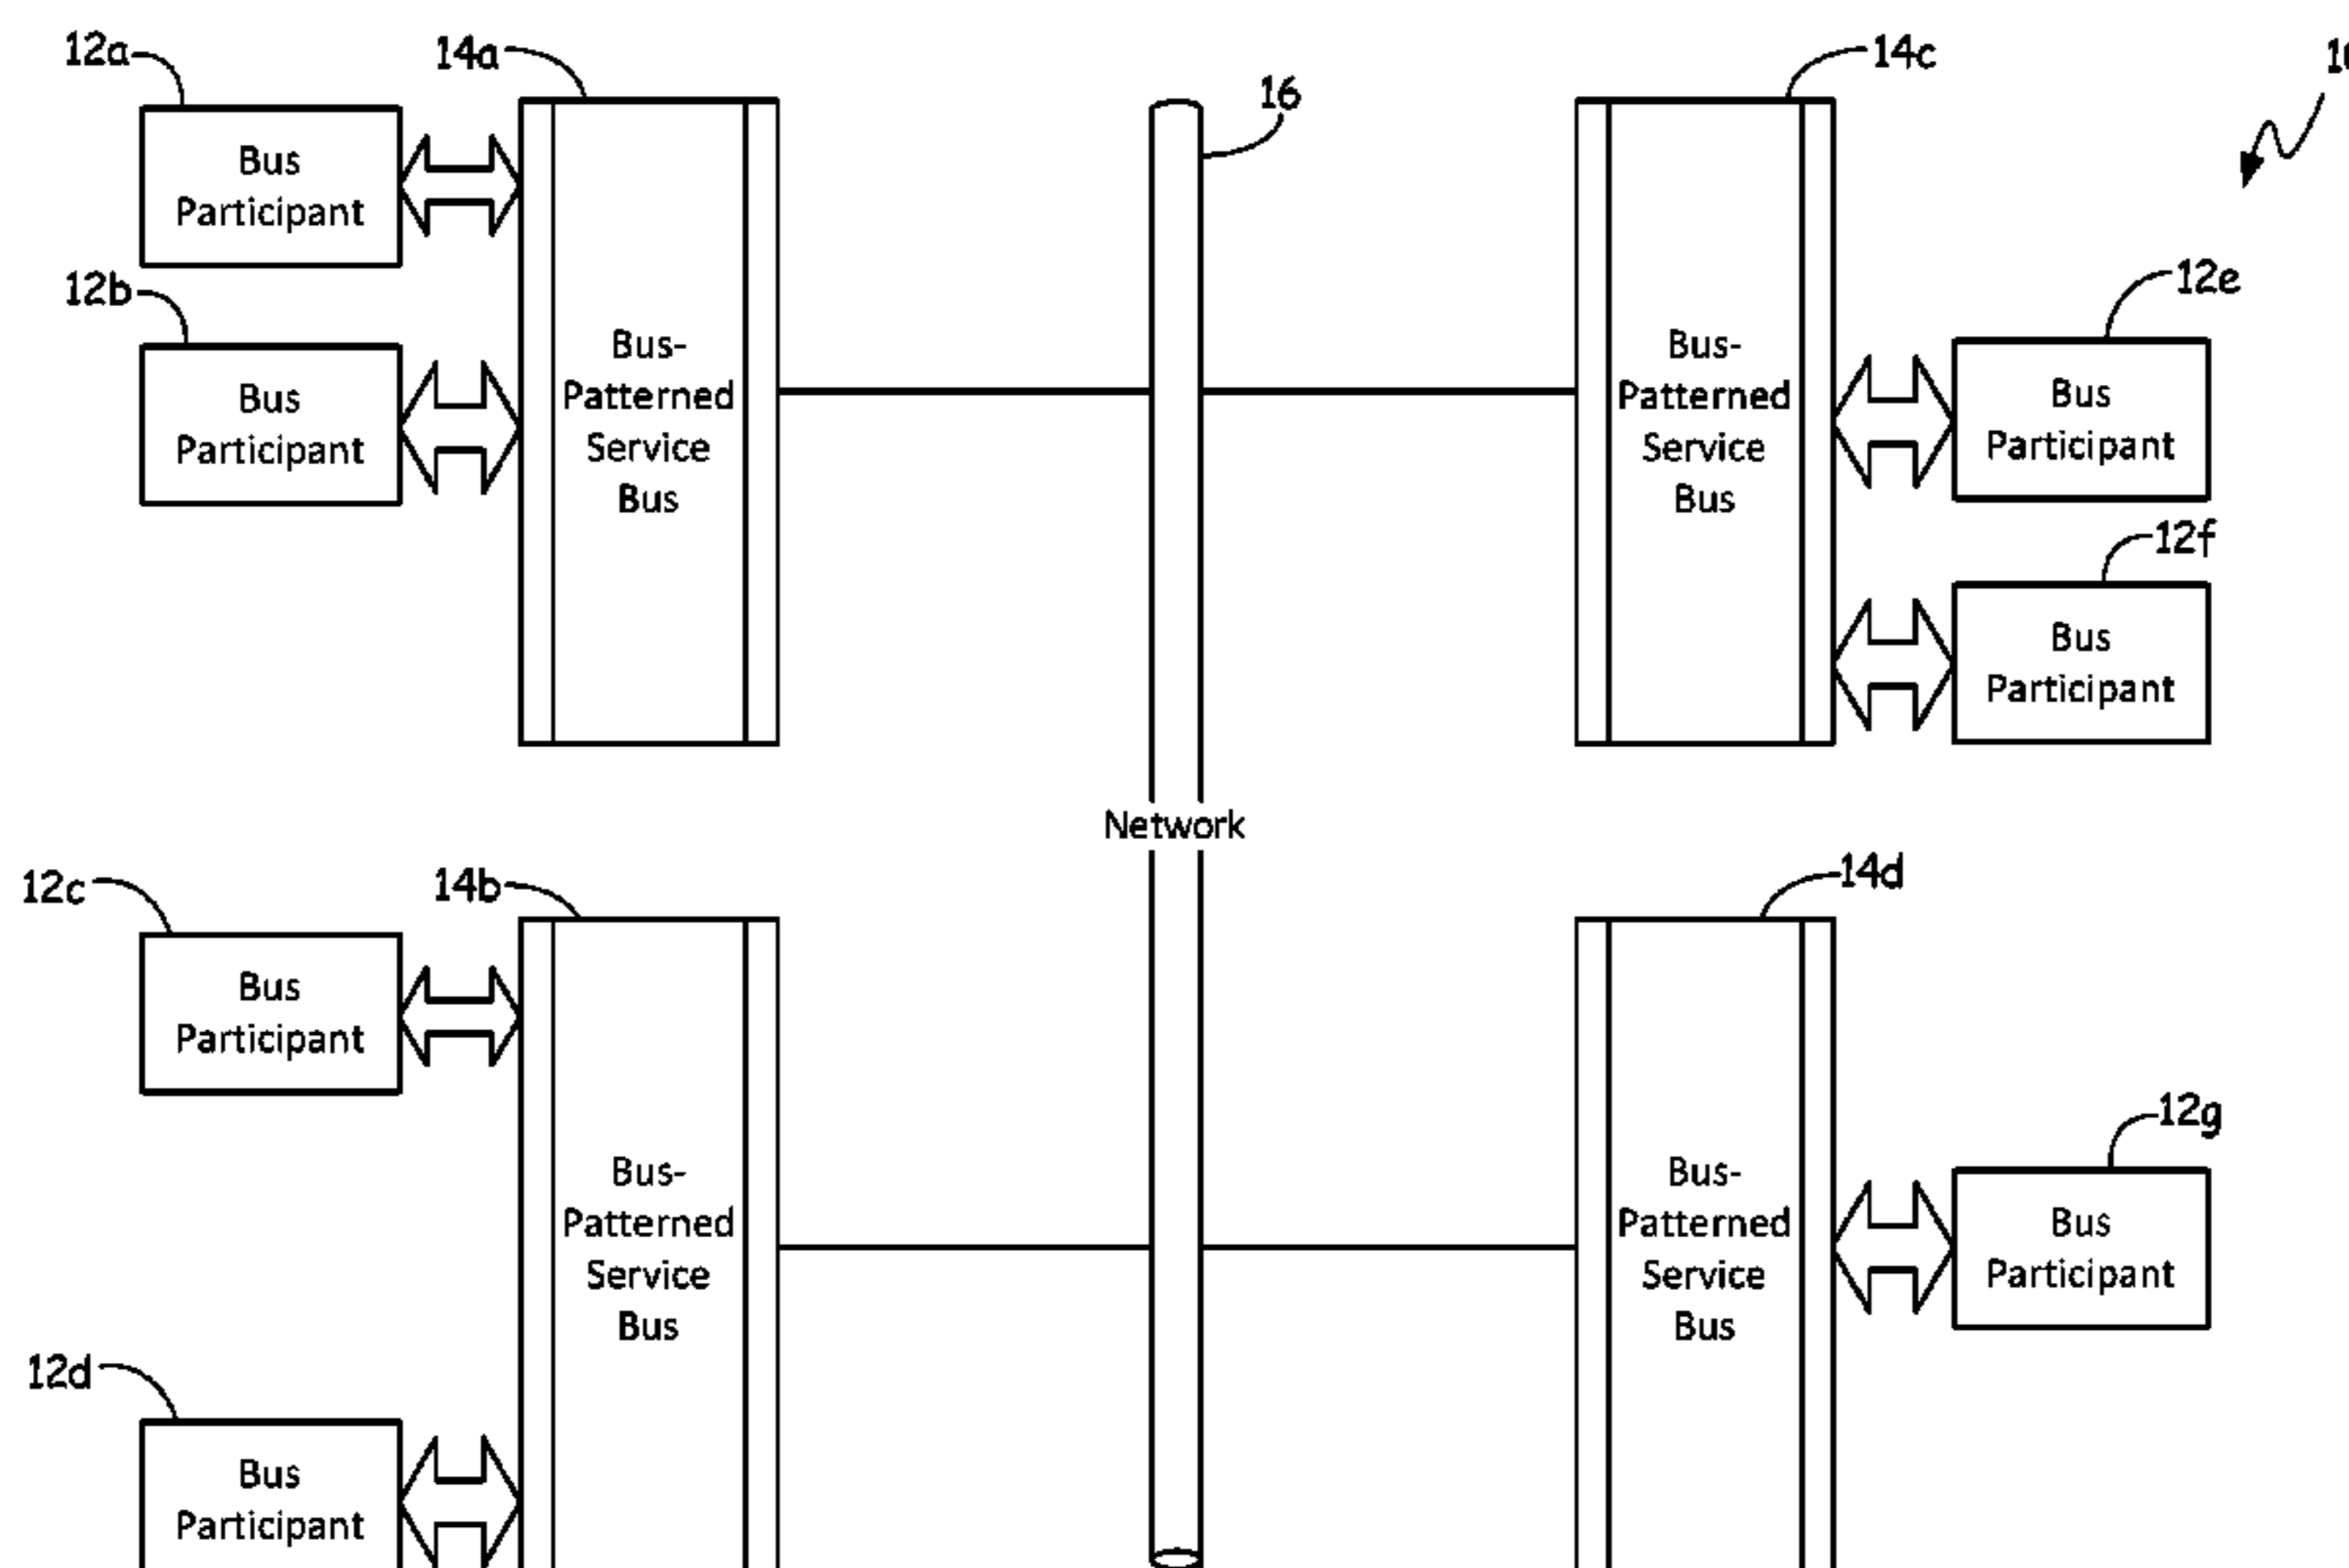 12a
14a
16
14c
Bus
Participant
12b
Bus
Participant
Bus-
Patterned
Service
Bus
Bus-
Patterned
Service
Bus
12e
Bus
Participant
12f
Bus
Participant
Network
12c
14b
14d
Bus
Participant
Bus-
Patterned
Service
Bus
Bus-
Patterned
Service
Bus
12g
Bus
Participant
12d
Bus
Participant